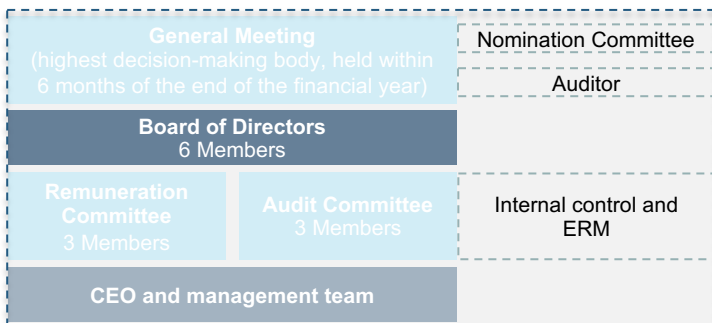 General Meeting
(highest decision-making body, held within
6 months of the end of the financial year)
Nomination Committee
Auditor
Board of Directors
6 Members
Remuneration
Committee
3 Members
Audit Committee
3 Members
Internal control and
ERM
CEO and management team